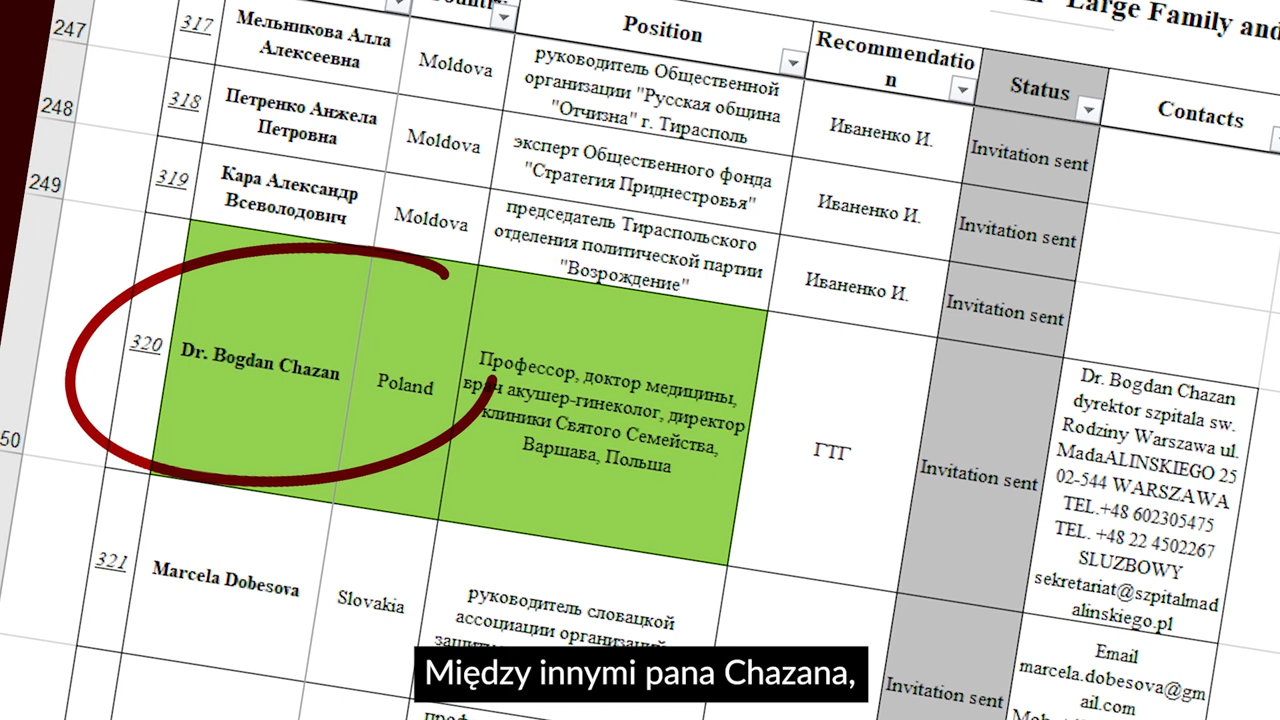 Large Family and
Position
Recommendatio
n
Status
Contacts
247
317
Мельникова Алла
Алексеевна
Moldova
руководитель Общественной
организации "Русская община
"Отчизна" г. Тирасполь
Иваненко И.
Invitation sent
248
318
Петренко Анжела
Петровна
Moldova
эксперт Общественного фонда
"Стратегия Приднестровья"
Иваненко И.
Invitation sent
249
319
Кара Александр
Всеволодович
Moldova
председатель Тираспольского
отделения политической партии
"Возрождение"
Иваненко И.
Invitation sent
50
320
Dr. Bogdan Chazan
Poland
Профессор, доктор медицины,
врач акушер-гинеколог, директор
клиники Святого Семейства,
Варшава, Польша
ГТГ
Invitation sent
Dr. Bogdan Chazan
dyrektor szpitala sw.
Rodziny Warszawa ul.
MadaALINSKIEGO 25
02-544 WARSZAWA
TEL.+48 602305475
TEL. +48 22 4502267
SLUZBOWY
sekretariat@szpitalmad
alinskiego.pl
321
Marcela Dobesova
Slovakia
руководитель словацкой
ассоциации организаций
Invitation sent
Email
marcela.dobesova@gm
ail.com
Między innymi pana Chazana,